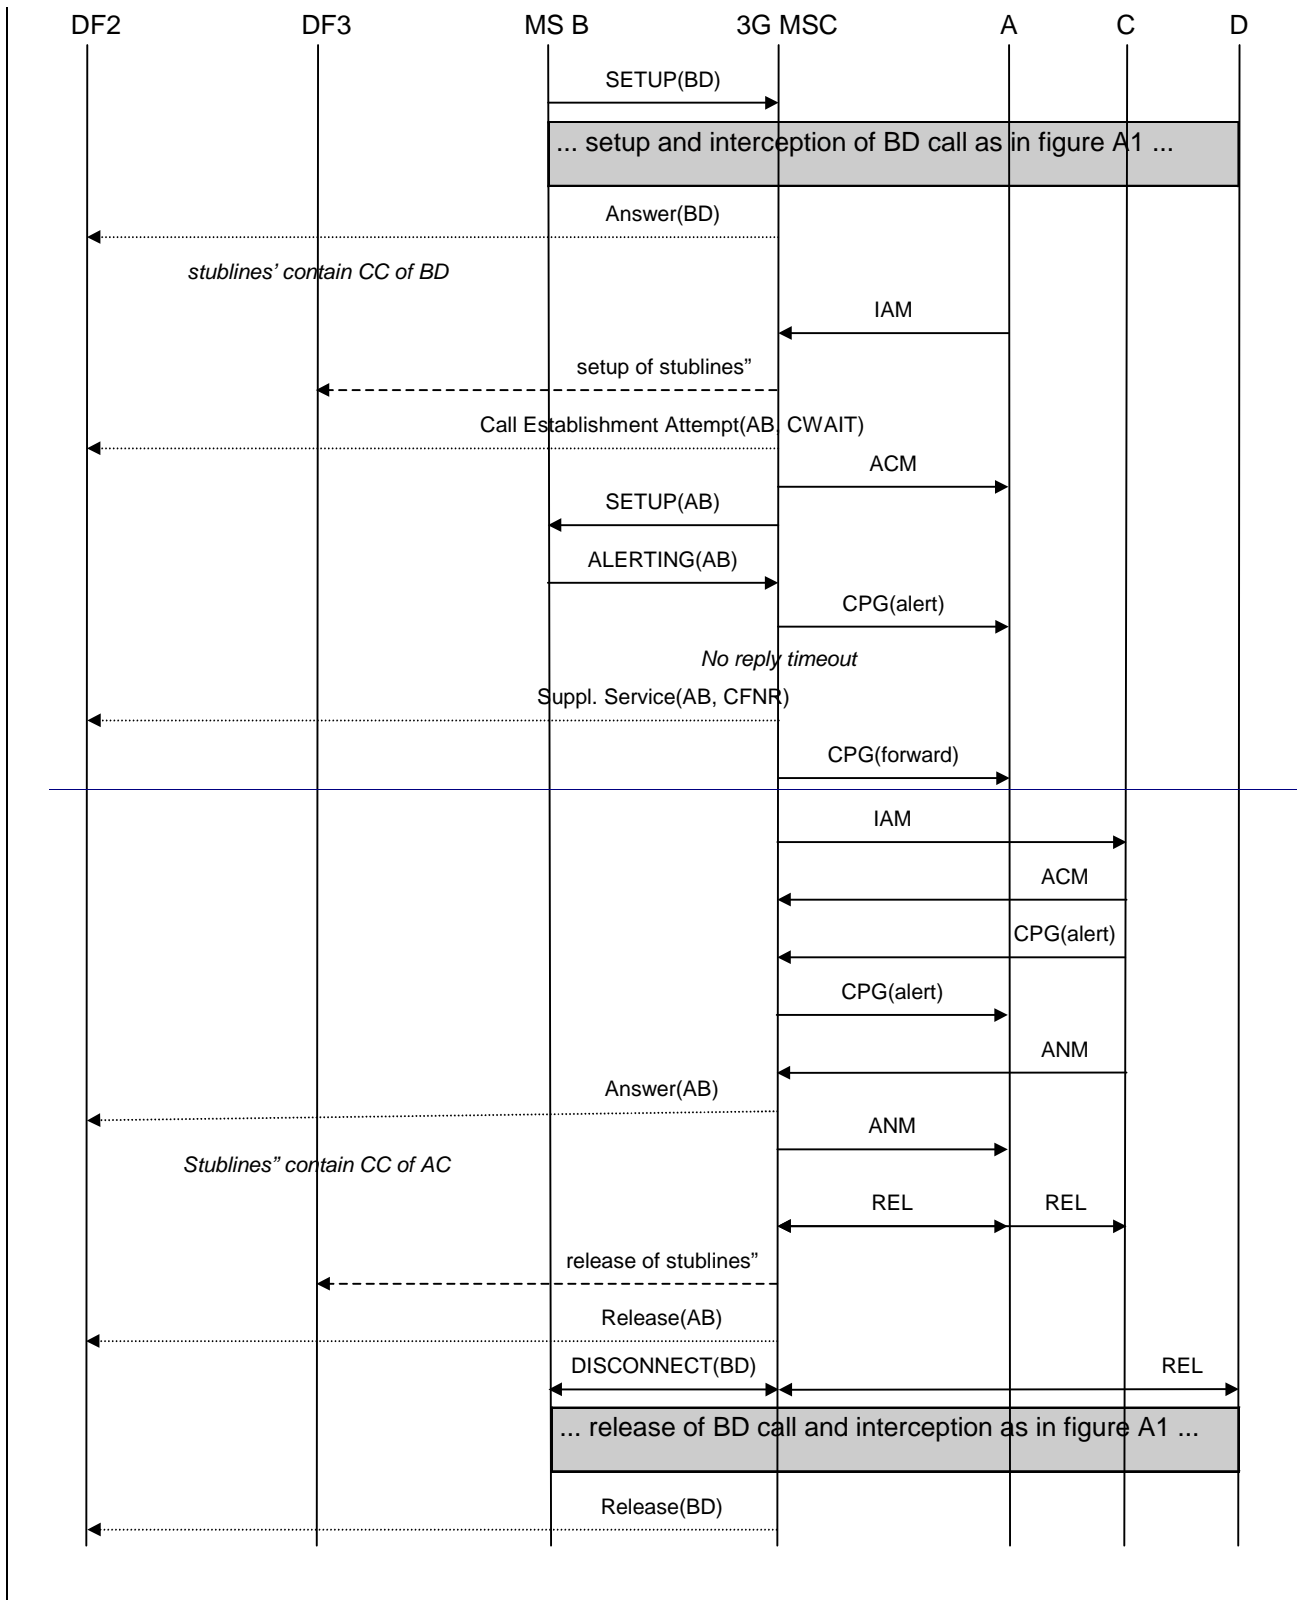 DF2 DF3 MS B 3G MSC A C D
SETUP(BD)
... setup and interception of BD call as in figure A1 ...
Answer(BD)
stublines’ contain CC of BD
IAM
setup of stublines”
Call Establishment Attempt(AB, CWAIT)
ACM
SETUP(AB)
ALERTING(AB)
CPG(alert)
No reply timeout
Suppl. Service(AB, CFNR)
CPG(forward)
IAM
ACM
CPG(alert)
CPG(alert)
ANM
Answer(AB)
ANM
Stublines” contain CC of AC
REL REL
release of stublines”
Release(AB)
DISCONNECT(BD) REL
... release of BD call and interception as in figure A1 ...
Release(BD)